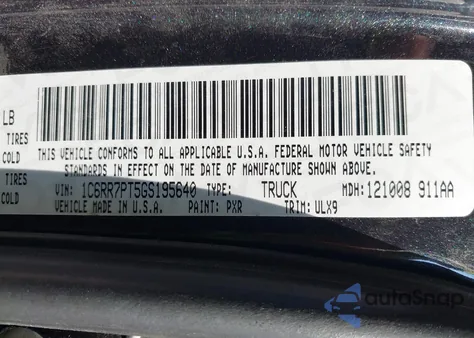 LB
TIRES
COLD
TIRES
COLD
THIS VEHICLE CONFORMS TO ALL APPLICABLE U.S.A. FEDERAL MOTOR VEHICLE SAFETY
STANDARDS IN EFFECT ON THE DATE OF MANUFACTURE SHOWN ABOVE.
VIN: 1C6RR7PT5GS195640 TYPE: TRUCK MDH: 121008 911AA
VEHICLE MADE IN U.S.A. PAINT: PXR TRIM: ULX9
autoSnap